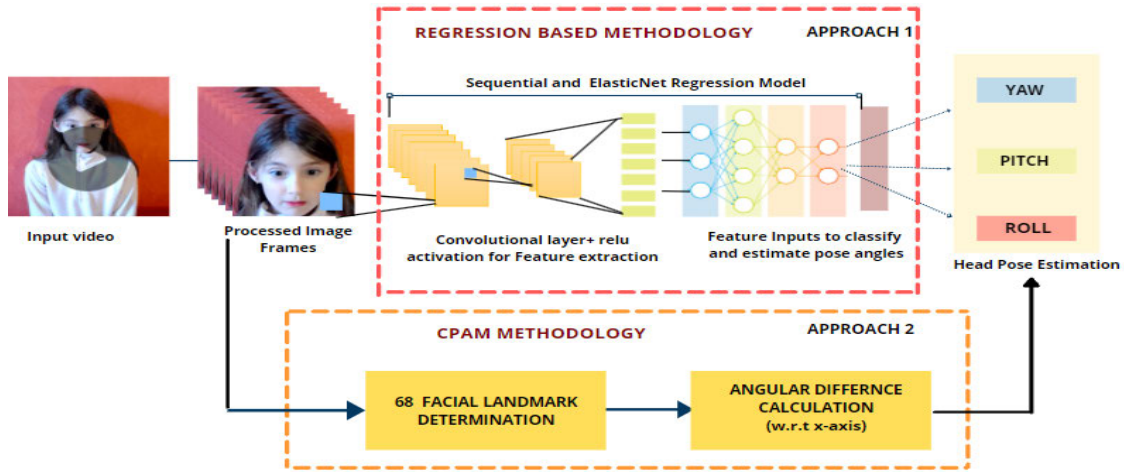 REGRESSION BASED METHODOLOGY
APPROACH 1
Sequential and ElasticNet Regression Model
Input video
Processed Image
Frames
Convolutional layer+ relu
activation for Feature extraction
Feature Inputs to classify
and estimate pose angles
YAW
PITCH
ROLL
Head Pose Estimation
CPAM METHODOLOGY
APPROACH 2
68 FACIAL LANDMARK
DETERMINATION
ANGULAR DIFFERNCE
CALCULATION
(w.r.t x-axis)